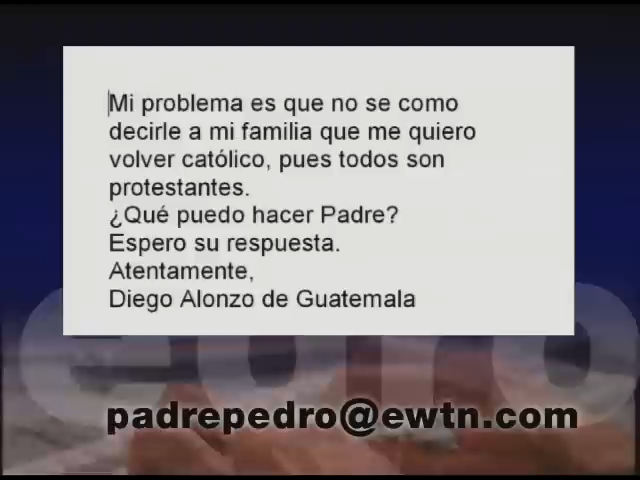 Mi problema es que no se como
decirle a mi familia que me quiero
volver católico, pues todos son
protestantes.
¿Qué puedo hacer Padre?
Espero su respuesta.
Atentamente,
Diego Alonzo de Guatemala
padrepedro@ewtn.com